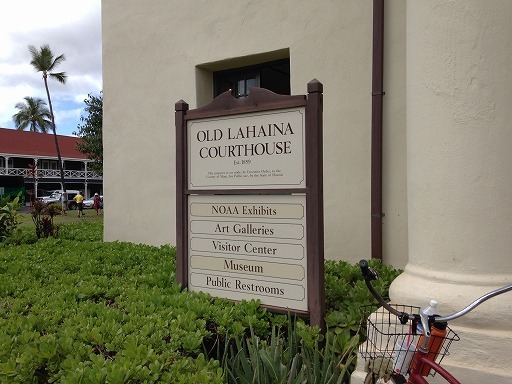 OLD LAHAINA
COURTHOUSE
Est. 1859
NOAA Exhibits
Art Galleries
Visitor Center
Museum
Public Restrooms